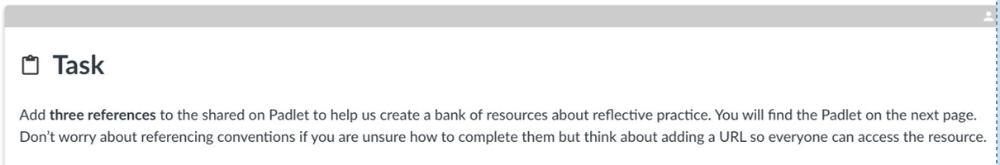 Task
Add three references to the shared on Padlet to help us create a bank of resources about reflective practice. You will find the Padlet on the next page.
Don't worry about referencing conventions if you are unsure how to complete them but think about adding a URL so everyone can access the resource.